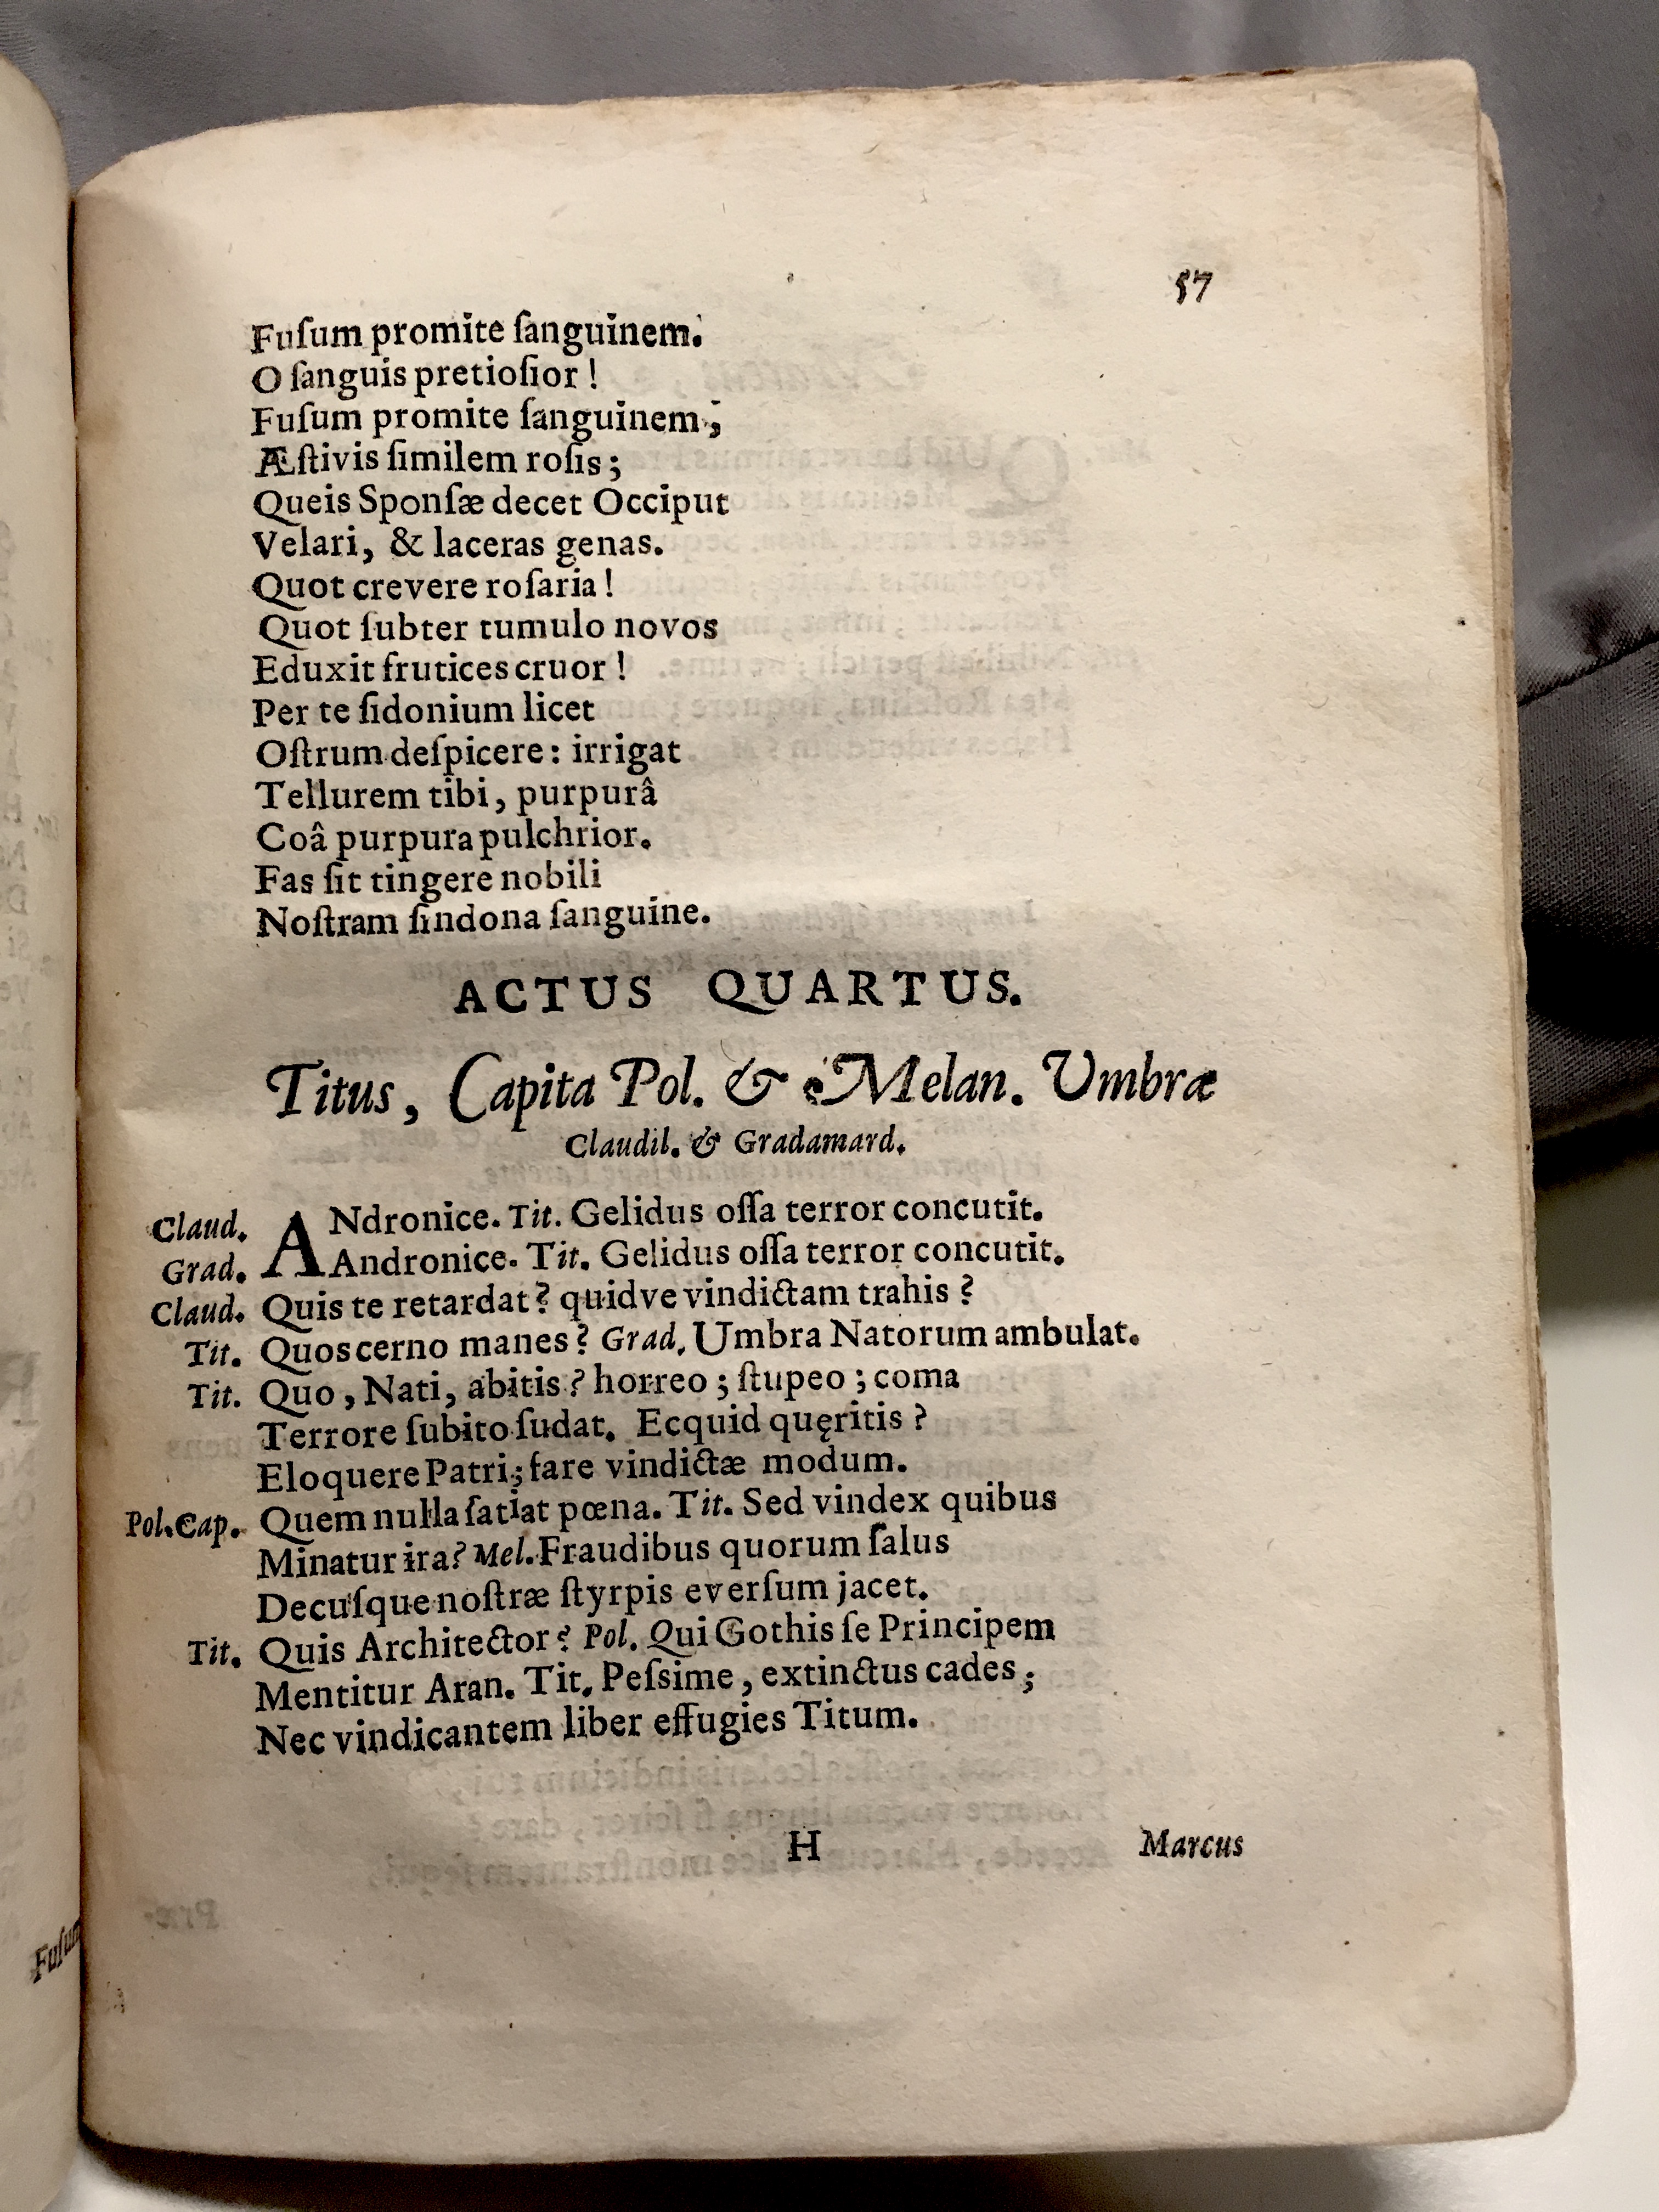 57
Fuſum promite ſanguinem.
O ſanguis pretioſior !
Fuſum promite ſanguinem ;
Æſtivis ſimilem roſis ;
Queis Sponſæ decet Occiput
Velari, & laceras genas.
Quot crevere roſaria !
Quot ſubter tumulo novos
Eduxit frutices cruor !
Per te ſidonium licet
Oſtrum deſpicere : irrigat
Tellurem tibi, purpurâ
Coâ purpura pulchrior.
Fas ſit tingere nobili
Noſtram ſindona ſanguine.
ACTUS QUARTUS.
Titus, Capita Pol. & Melan. Umbræ
Claudil. & Gradamard.
Claud. ANdronice. Tit. Gelidus oſſa terror concutit.
Grad. Andronice. Tit. Gelidus oſſa terror concutit.
Claud. Quis te retardat ? quidve vindictam trahis ?
Tit. Quos cerno manes ? Grad. Umbra Natorum ambulat.
Tit. Quo, Nati, abitis ? horreo ; ſtupeo ; coma
Terrore ſubito ſudat. Ecquid quęritis ?
Eloquere Patri ; fare vindictæ modum.
Pol. Cap. Quem nulla ſatiat pœna. Tit. Sed vindex quibus
Minatur ira ? Mel. Fraudibus quorum ſalus
Decuſque noſtræ ſtyrpis everſum jacet.
Tit. Quis Architector ? Pol. Qui Gothis ſe Principem
Mentitur Aran. Tit. Peſsime, extinctus cades ;
Nec vindicantem liber effugies Titum.
H Marcus